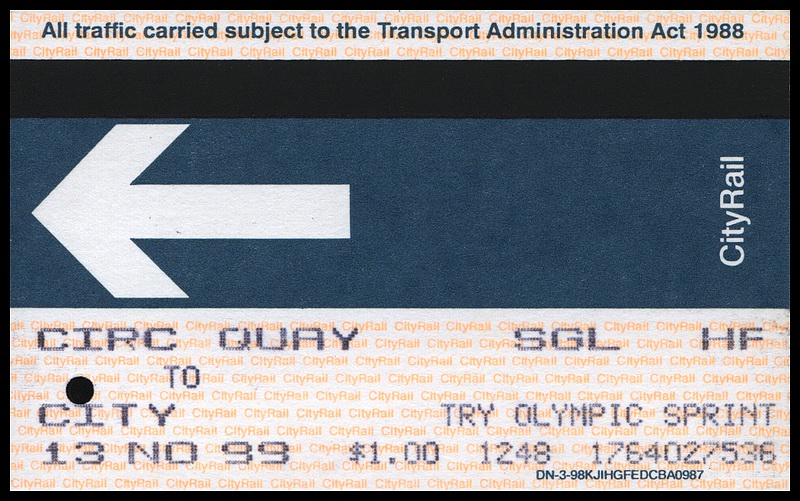 All traffic carried subject to the Transport Administration Act 1988
CityRail
CIRC QUAY SGL HF
TO
CITY TRY OLYMPIC SPRINT
13 NO 99 $1.00 1248 1764027536
DN-3-98KJIHGFEDCBA0987